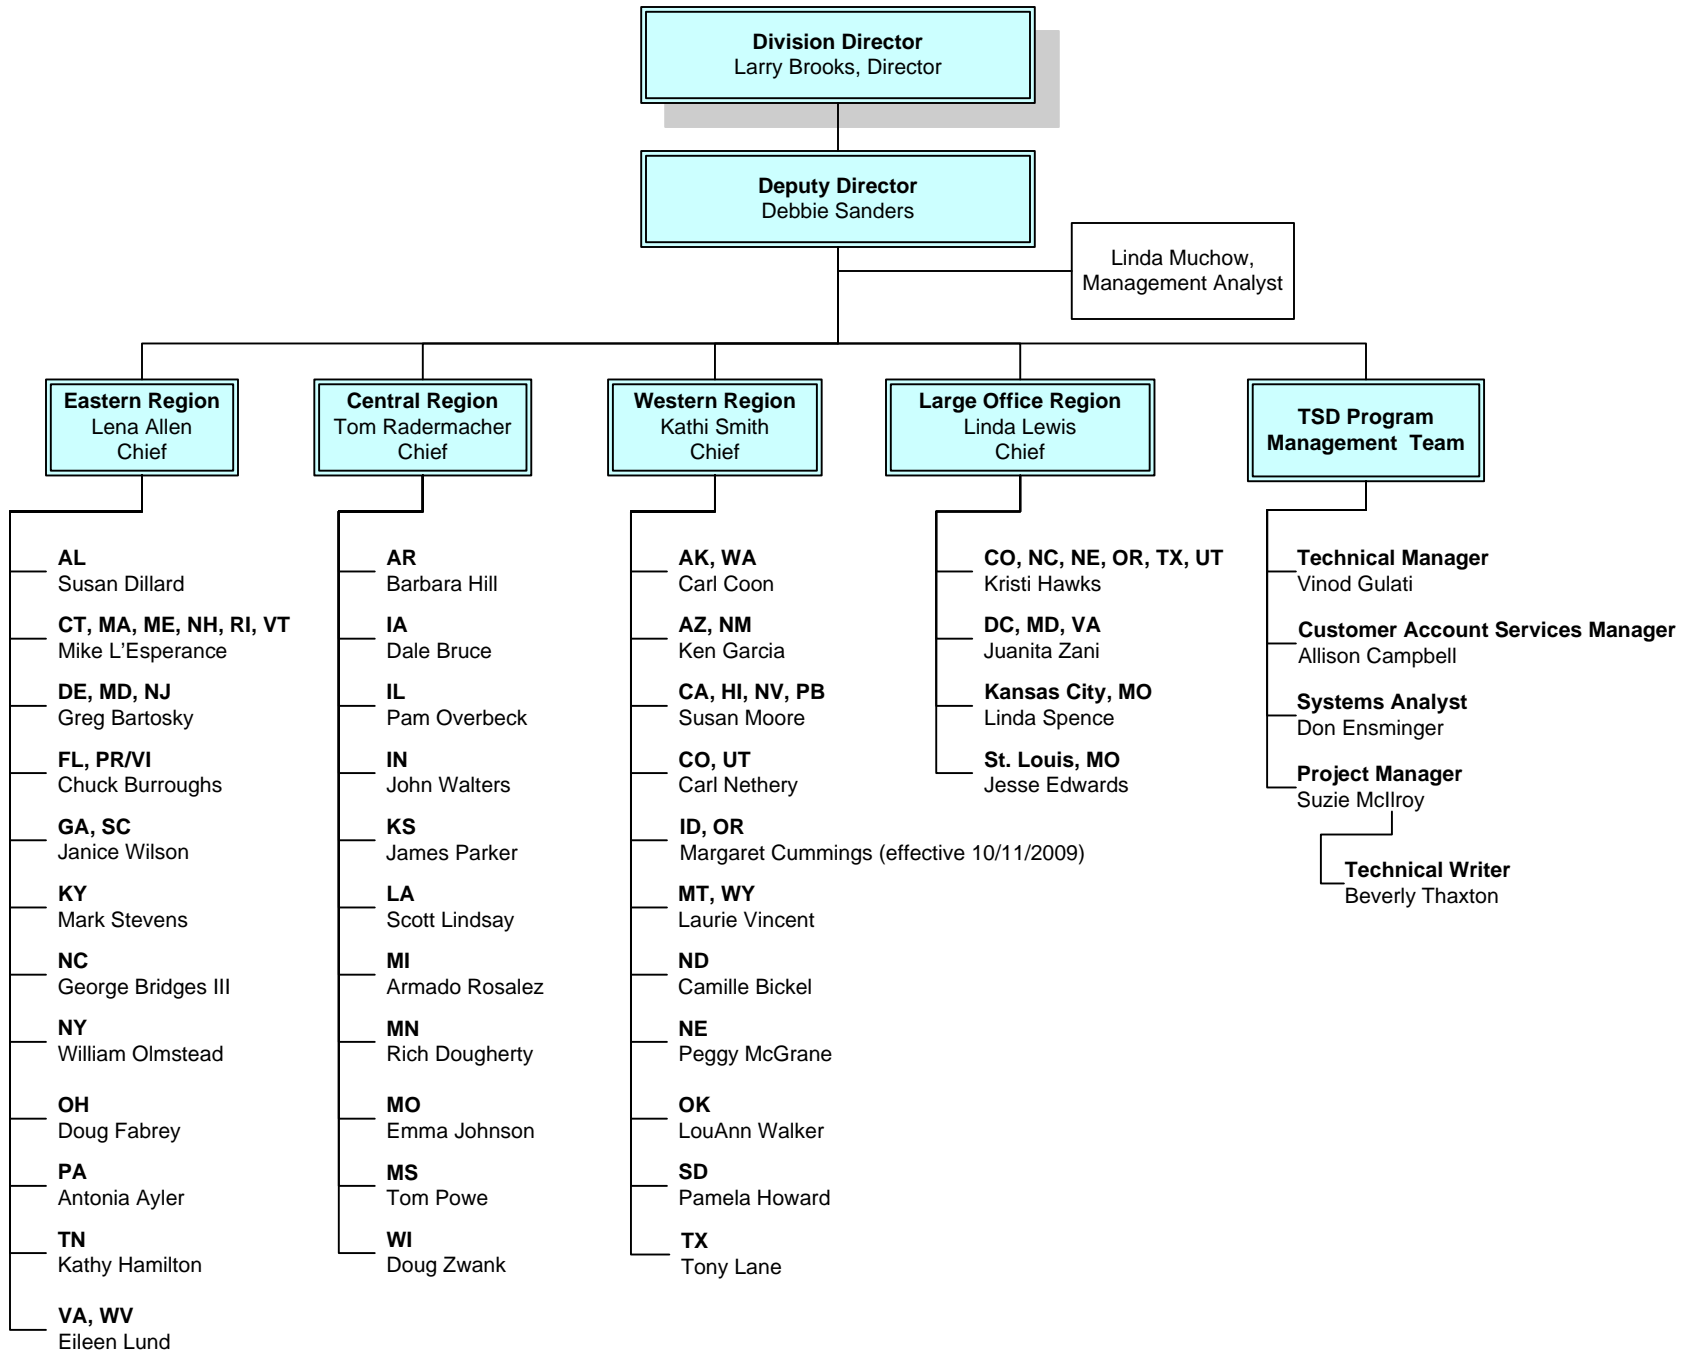 Division Director
Larry Brooks, Director
Deputy Director
Debbie Sanders
Linda Muchow,
Management Analyst
Eastern Region
Lena Allen
Chief
AL
Susan Dillard
CT, MA, ME, NH, RI, VT
Mike L’Esperance
DE, MD, NJ
Greg Bartosky
FL, PR/VI
Chuck Burroughs
GA, SC
Janice Wilson
KY
Mark Stevens
NC
George Bridges III
NY
William Olmstead
OH
Doug Fabrey
PA
Antonia Ayler
TN
Kathy Hamilton
VA, WV
Eileen Lund
Central Region
Tom Radermacher
Chief
AR
Barbara Hill
IA
Dale Bruce
IL
Pam Overbeck
IN
John Walters
KS
James Parker
LA
Scott Lindsay
MI
Armado Rosalez
MN
Rich Dougherty
MO
Emma Johnson
MS
Tom Powe
WI
Doug Zwank
Western Region
Kathi Smith
Chief
AK, WA
Carl Coon
AZ, NM
Ken Garcia
CA, HI, NV, PB
Susan Moore
CO, UT
Carl Nethery
ID, OR
Margaret Cummings (effective 10/11/2009)
MT, WY
Laurie Vincent
ND
Camille Bickel
NE
Peggy McGrane
OK
LouAnn Walker
SD
Pamela Howard
TX
Tony Lane
Large Office Region
Linda Lewis
Chief
CO, NC, NE, OR, TX, UT
Kristi Hawks
DC, MD, VA
Juanita Zani
Kansas City, MO
Linda Spence
St. Louis, MO
Jesse Edwards
TSD Program
Management Team
Technical Manager
Vinod Gulati
Customer Account Services Manager
Allison Campbell
Systems Analyst
Don Ensminger
Project Manager
Suzie McIlroy
Technical Writer
Beverly Thaxton